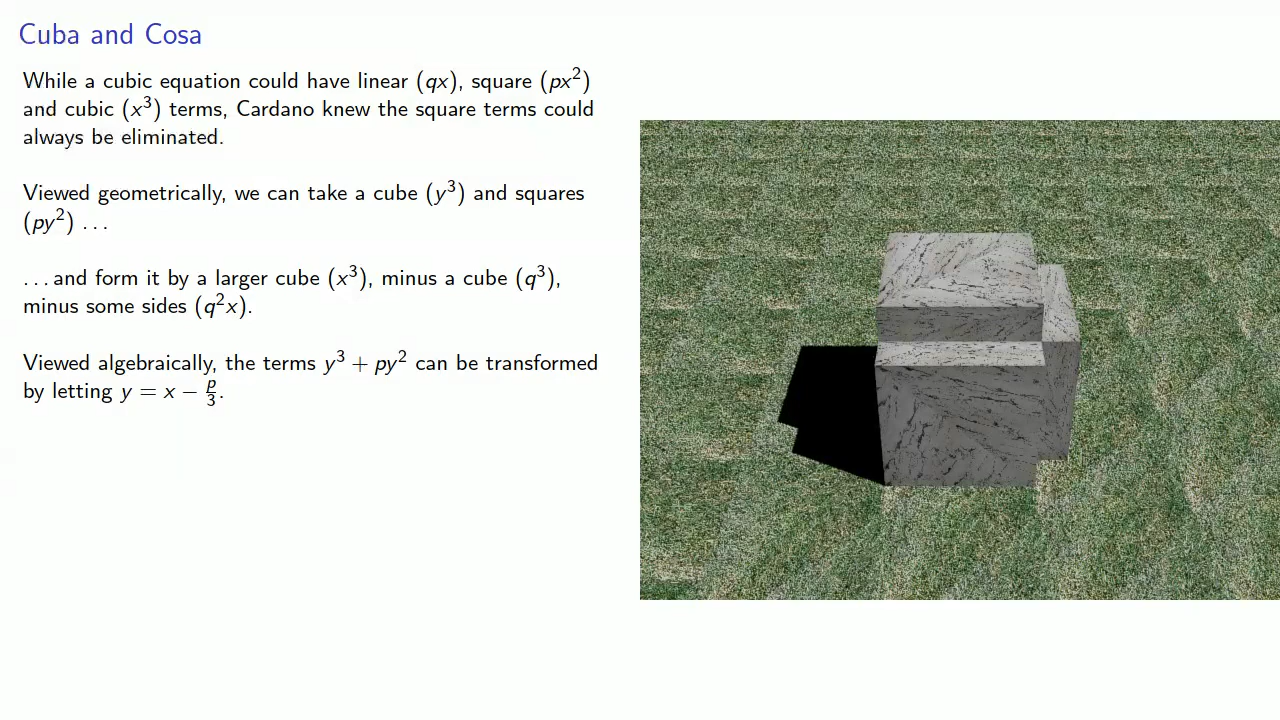 Cuba and Cosa
While a cubic equation could have linear (qx), square (px²)
and cubic (x³) terms, Cardano knew the square terms could
always be eliminated.
Viewed geometrically, we can take a cube (y³) and squares
(py²) ...
...and form it by a larger cube (x³), minus a cube (q³),
minus some sides (q²x).
Viewed algebraically, the terms y³ + py² can be transformed
by letting y = x − p/3.